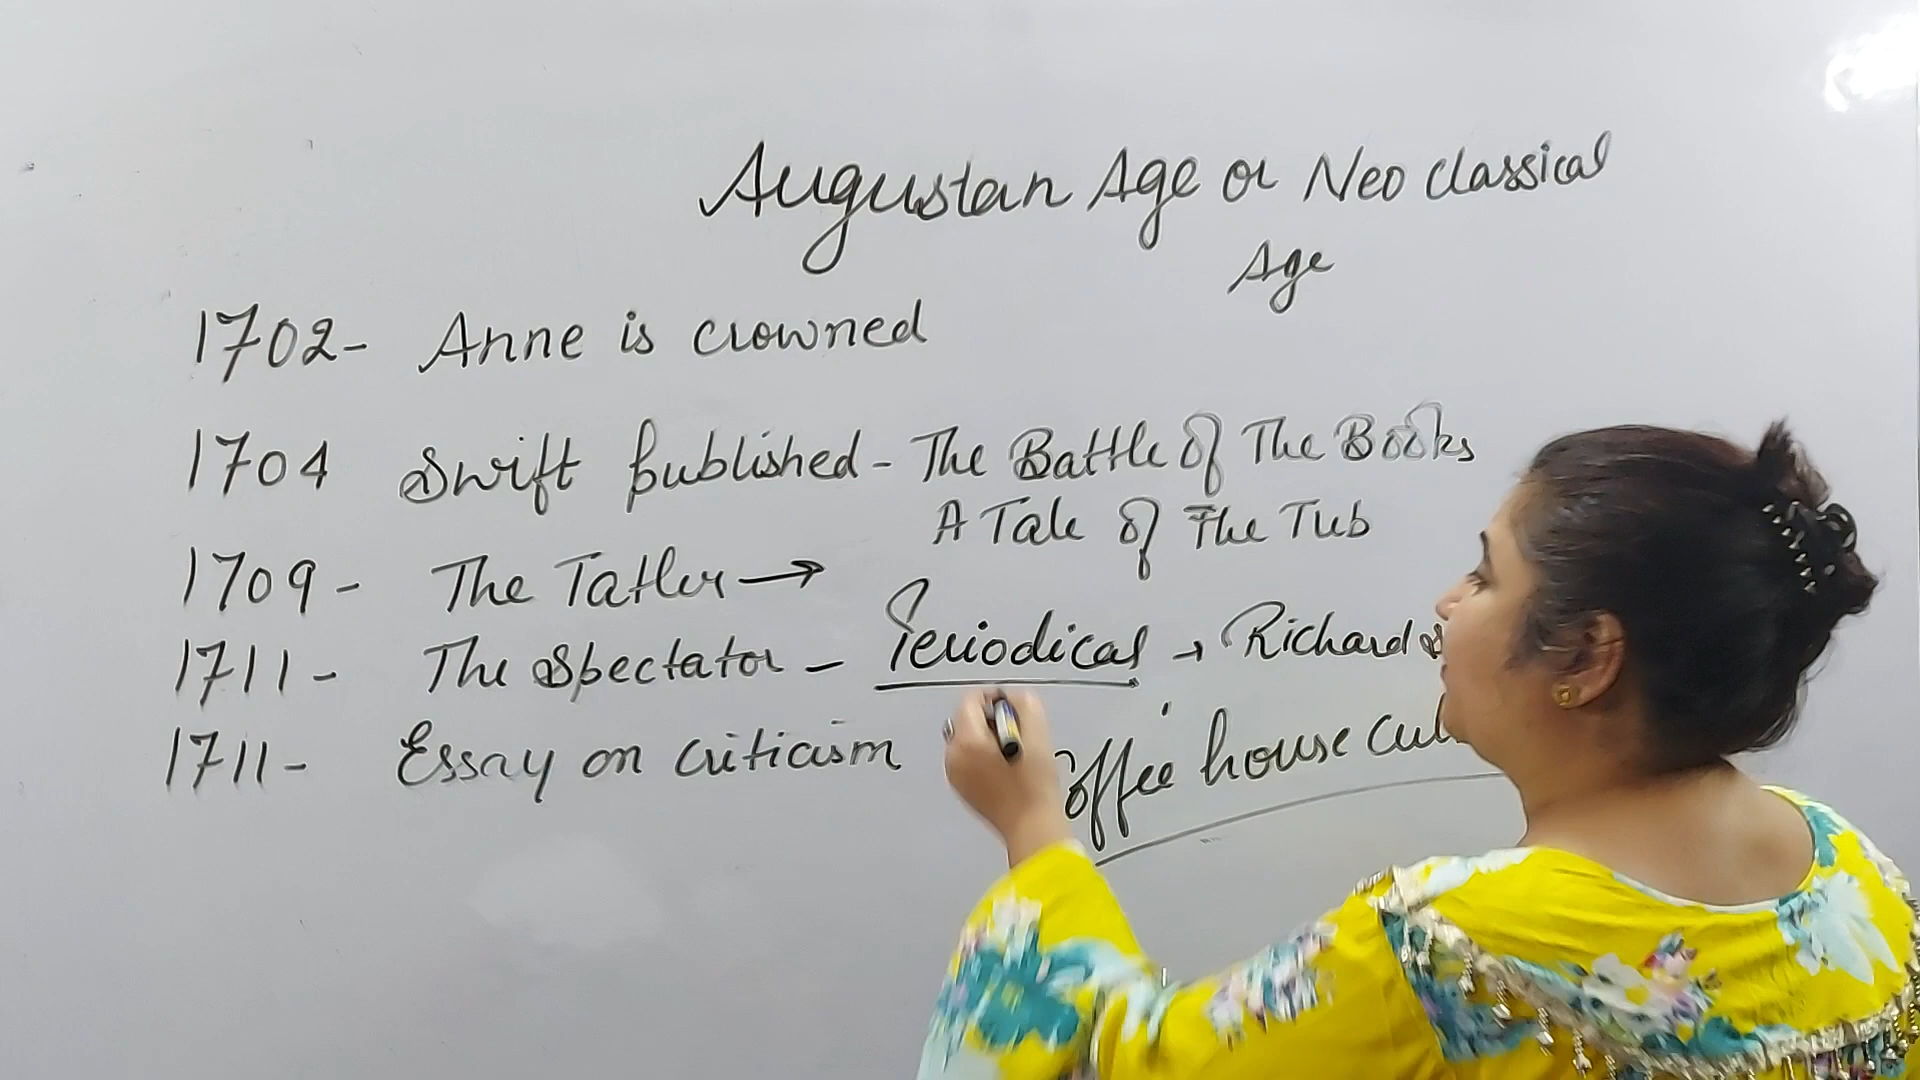 Augustan Age or Neo classical
Age
1702- Anne is crowned
1704 Swift published - The Battle of The Books
A Tale of The Tub
1709- The Tatler →
1711- The Spectator - Periodical → Richard
1711- Essay on criticism
Coffee house